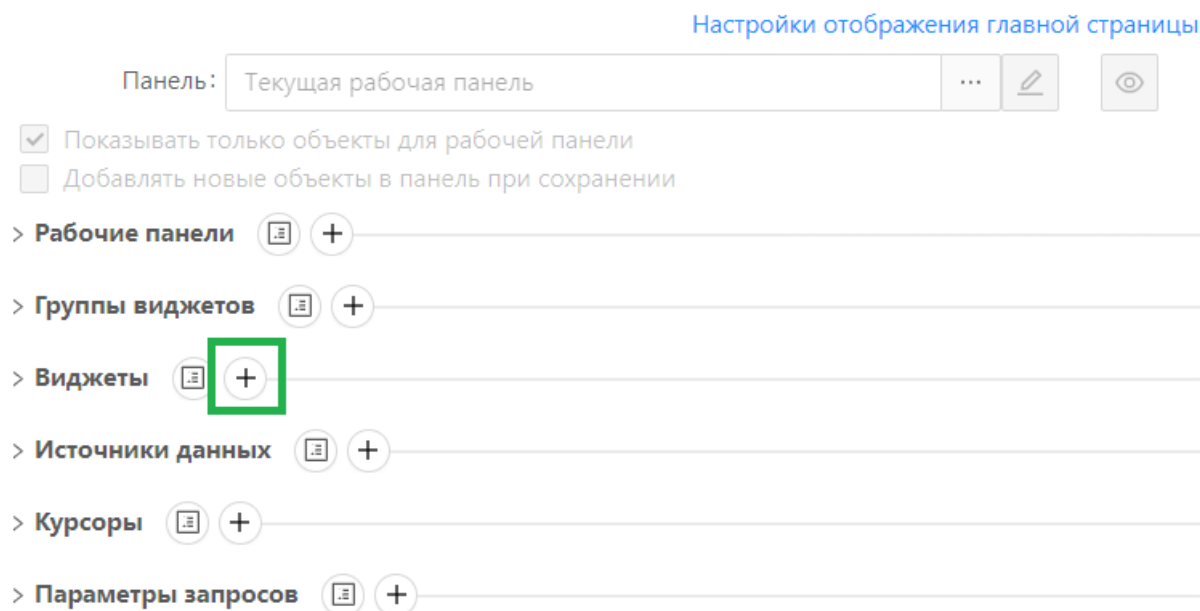 Настройки отображения главной страницы
Панель: Текущая рабочая панель ...
Показывать только объекты для рабочей панели
Добавлять новые объекты в панель при сохранении
Рабочие панели
Группы виджетов
Виджеты
Источники данных
Курсоры
Параметры запросов